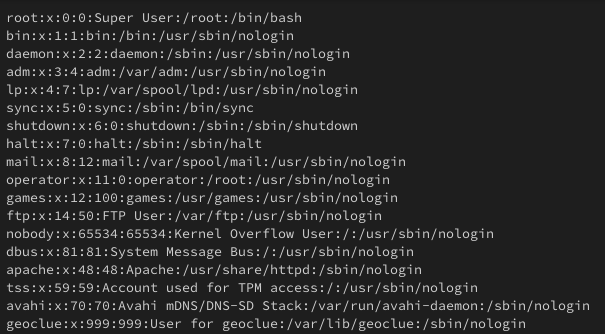 root:x:0:0:Super User:/root:/bin/bash
bin:x:1:1:bin:/bin:/usr/sbin/nologin
daemon:x:2:2:daemon:/sbin:/usr/sbin/nologin
adm:x:3:4:adm:/var/adm:/usr/sbin/nologin
lp:x:4:7:lp:/var/spool/lpd:/usr/sbin/nologin
sync:x:5:0:sync:/sbin:/bin/sync
shutdown:x:6:0:shutdown:/sbin:/sbin/shutdown
halt:x:7:0:halt:/sbin:/sbin/halt
mail:x:8:12:mail:/var/spool/mail:/usr/sbin/nologin
operator:x:11:0:operator:/root:/usr/sbin/nologin
games:x:12:100:games:/usr/games:/usr/sbin/nologin
ftp:x:14:50:FTP User:/var/ftp:/usr/sbin/nologin
nobody:x:65534:65534:Kernel Overflow User:/:/usr/sbin/nologin
dbus:x:81:81:System Message Bus:/:/usr/sbin/nologin
apache:x:48:48:Apache:/usr/share/httpd:/sbin/nologin
tss:x:59:59:Account used for TPM access:/:/usr/sbin/nologin
avahi:x:70:70:Avahi mDNS/DNS-SD Stack:/var/run/avahi-daemon:/sbin/nologin
geoclue:x:999:999:User for geoclue:/var/lib/geoclue:/sbin/nologin